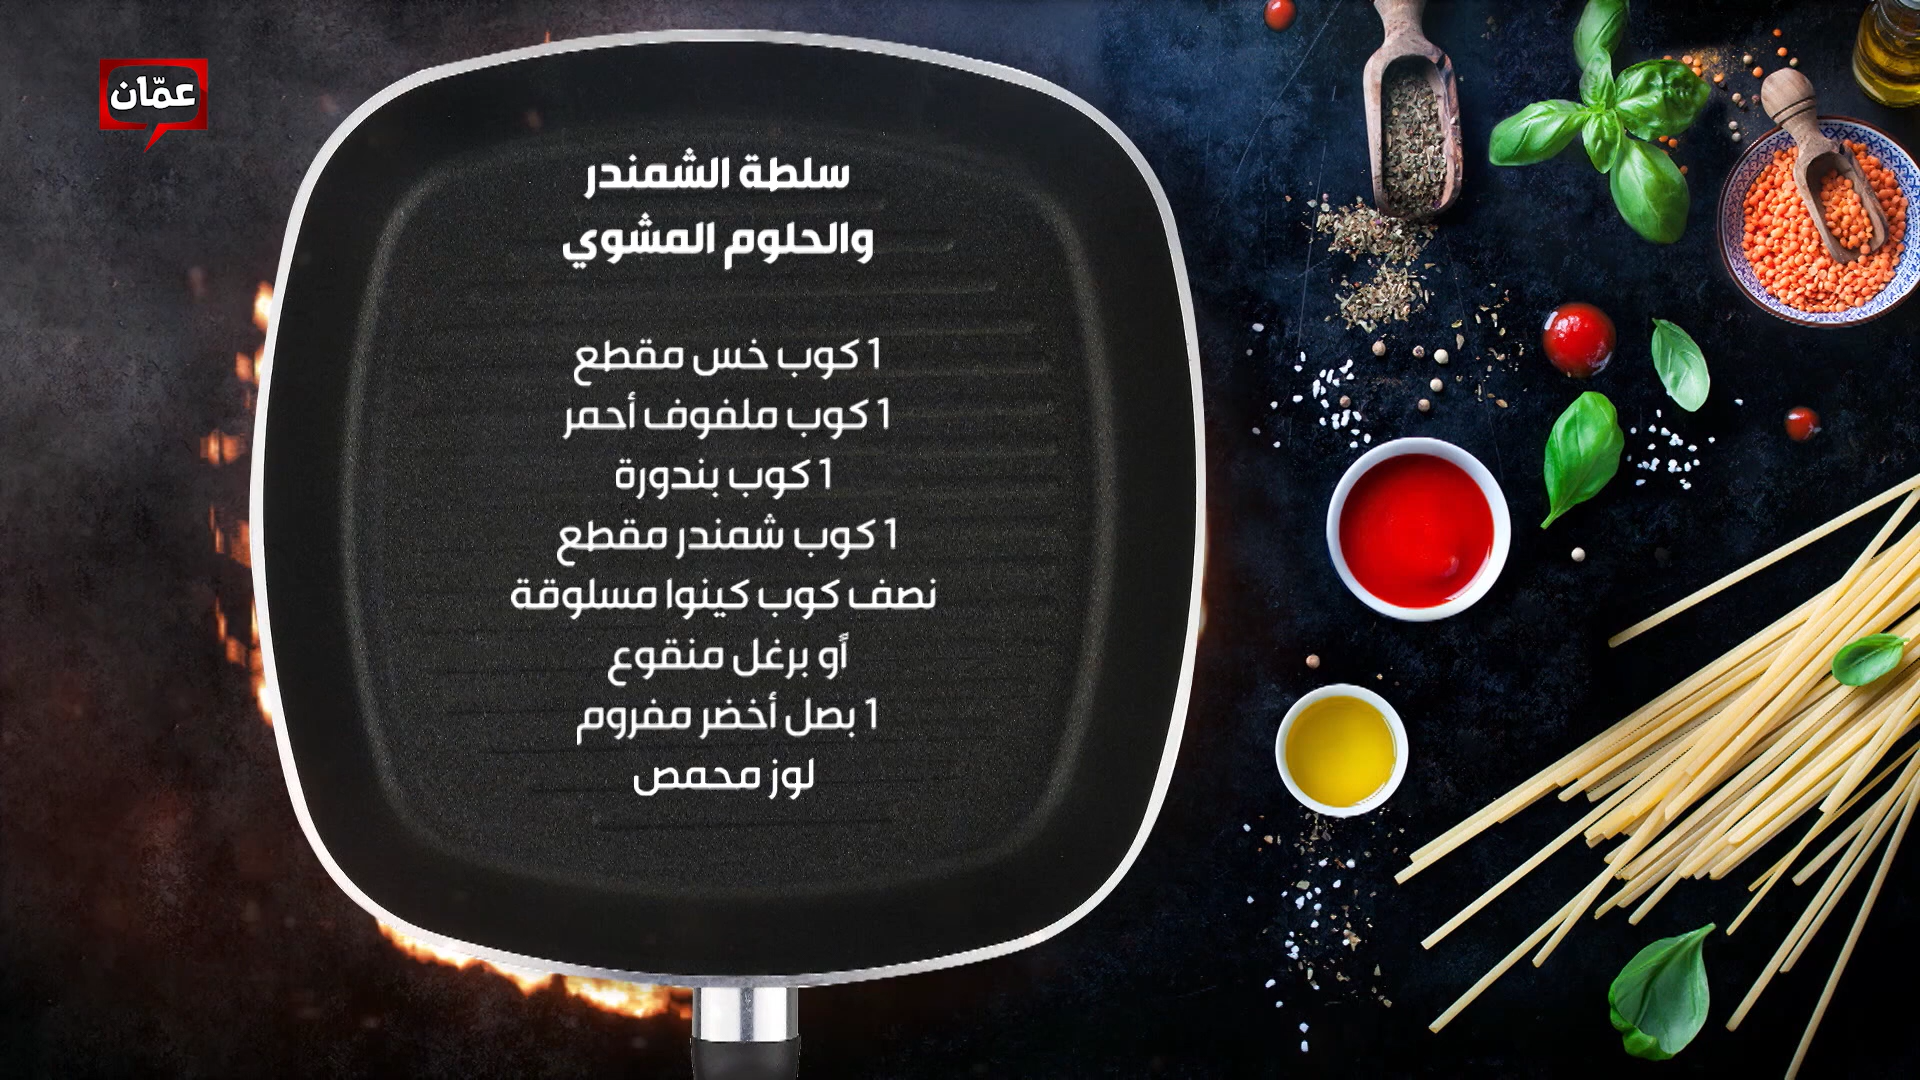 عمّان
سلطة الشمندر
والحلوم المشوي
1 كوب خس مقطع
1 كوب ملفوف أحمر
1 كوب بندورة
1 كوب شمندر مقطع
نصف كوب كينوا مسلوقة
أو برغل منقوع
1 بصل أخضر مفروم
لوز محمص